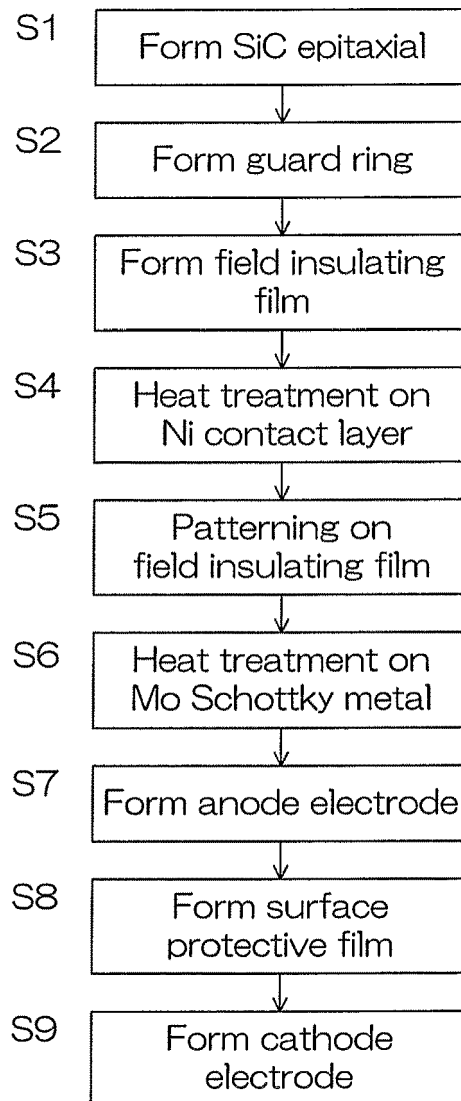 S1
Form SiC epitaxial
S2
Form guard ring
S3
Form field insulating
film
S4
Heat treatment on
Ni contact layer
S5
Patterning on
field insulating film
S6
Heat treatment on
Mo Schottky metal
S7
Form anode electrode
S8
Form surface
protective film
S9
Form cathode
electrode